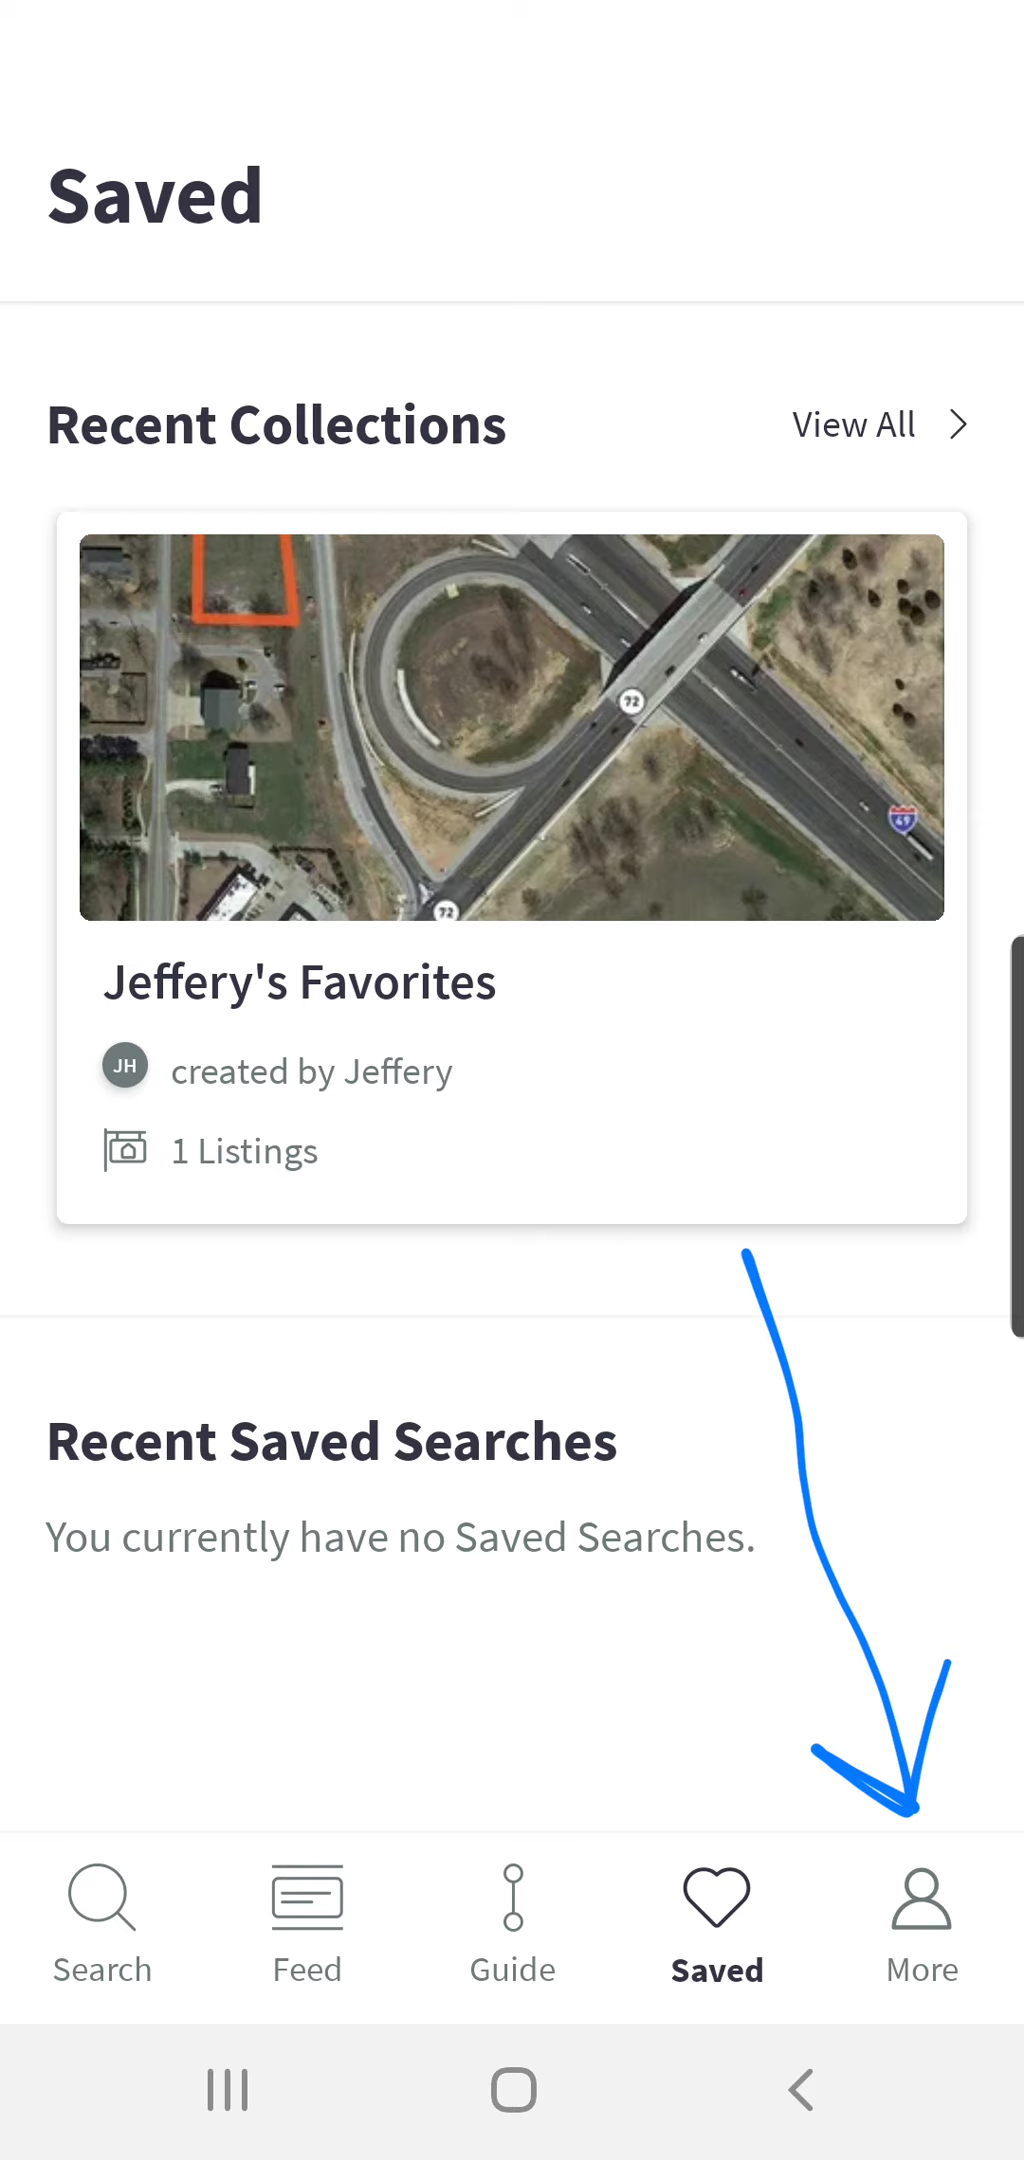 Saved
Recent Collections
View All
72
49
72
Jeffery's Favorites
JH created by Jeffery
1 Listings
Recent Saved Searches
You currently have no Saved Searches.
Search Feed Guide Saved More